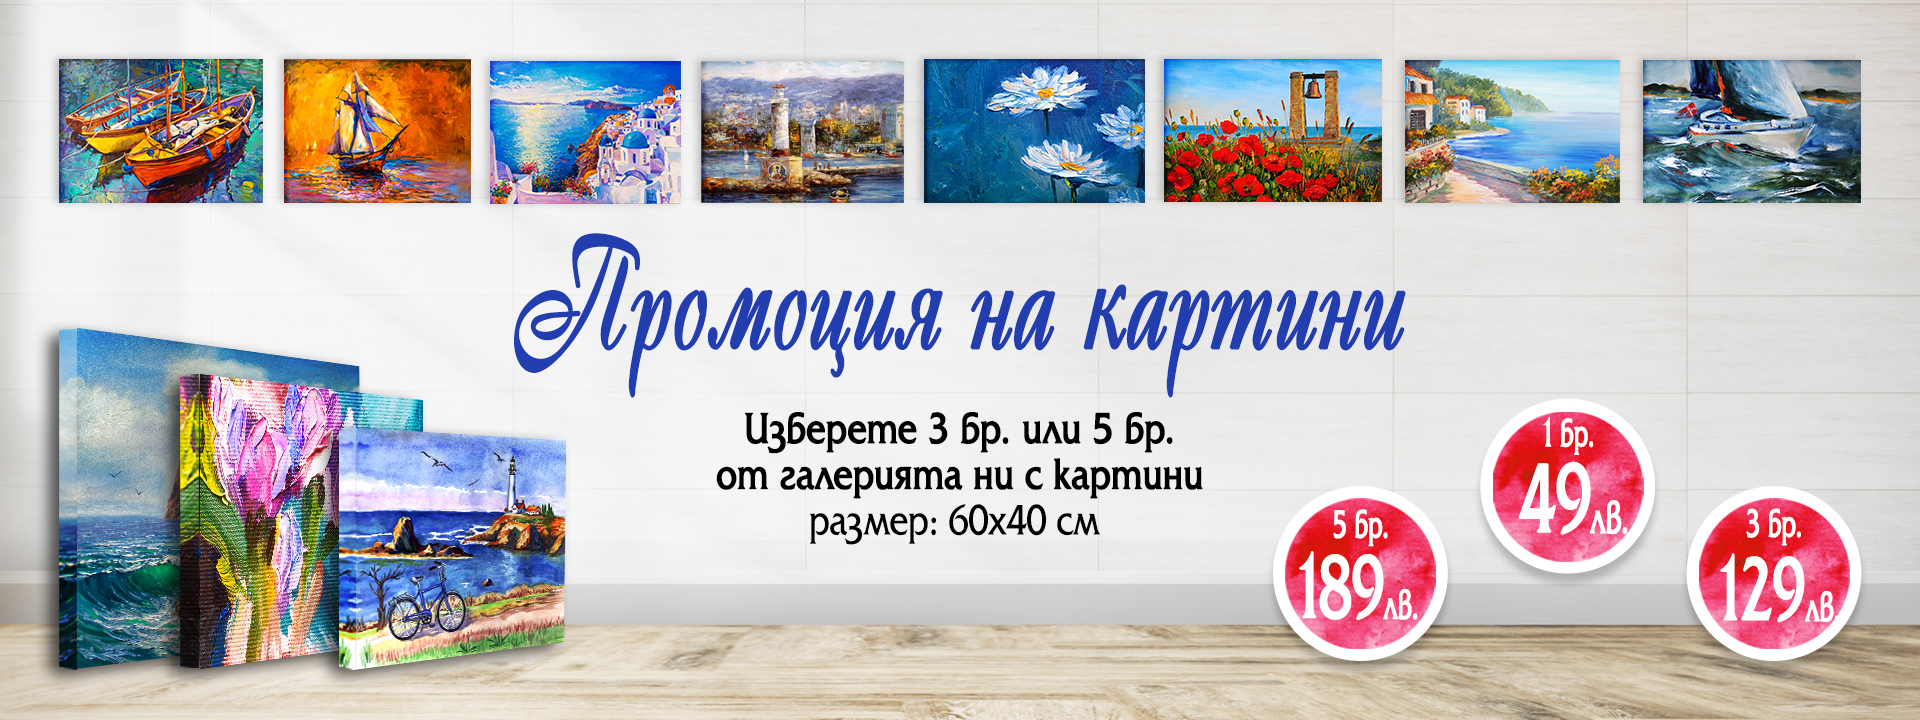 Промоция на картини
Изберете 3 бр. или 5 бр.
от галерията ни с картини
размер: 60x40 см
1 бр.
49лв.
5 бр.
189лв.
3 бр.
129лв.